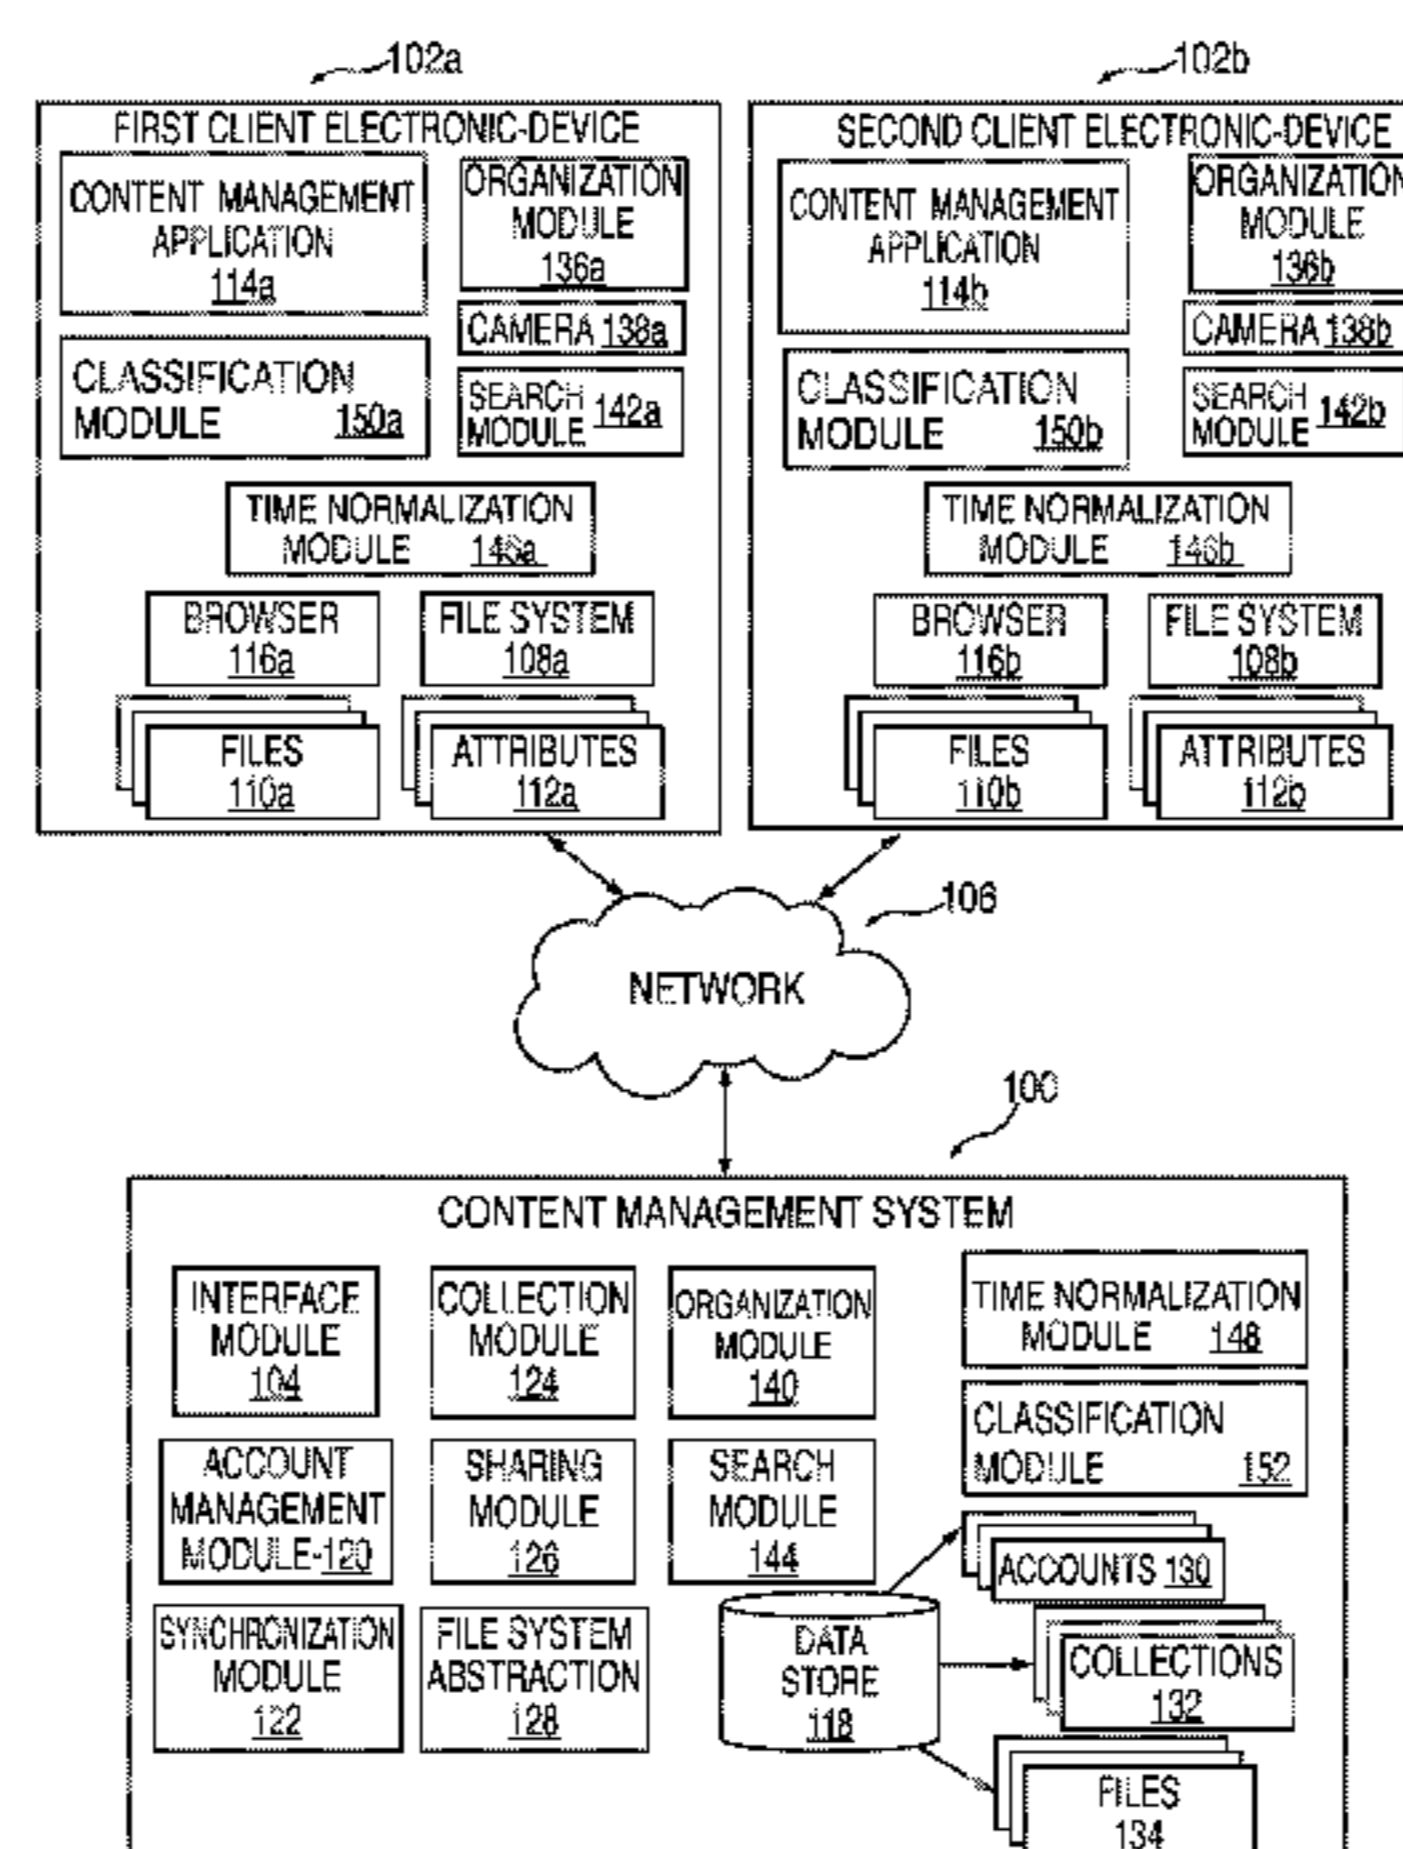 102a
102b
FIRST CLIENT ELECTRONIC-DEVICE
CONTENT MANAGEMENT
APPLICATION
114a
ORGANIZATION
MODULE
136a
CAMERA 138a
CLASSIFICATION
MODULE 150a
SEARCH
MODULE 142a
TIME NORMALIZATION
MODULE 146a
BROWSER
116a
FILE SYSTEM
108a
FILES
110a
ATTRIBUTES
112a
SECOND CLIENT ELECTRONIC-DEVICE
CONTENT MANAGEMENT
APPLICATION
114b
ORGANIZATION
MODULE
136b
CAMERA 138b
CLASSIFICATION
MODULE 150b
SEARCH
MODULE 142b
TIME NORMALIZATION
MODULE 146b
BROWSER
116b
FILE SYSTEM
108b
FILES
110b
ATTRIBUTES
112b
106
NETWORK
100
CONTENT MANAGEMENT SYSTEM
INTERFACE
MODULE
104
COLLECTION
MODULE
124
ORGANIZATION
MODULE
140
TIME NORMALIZATION
MODULE 148
CLASSIFICATION
MODULE 152
ACCOUNT
MANAGEMENT
MODULE-120
SHARING
MODULE
126
SEARCH
MODULE
144
ACCOUNTS 130
SYNCHRONIZATION
MODULE
122
FILE SYSTEM
ABSTRACTION
128
DATA
STORE
118
COLLECTIONS
132
FILES
134